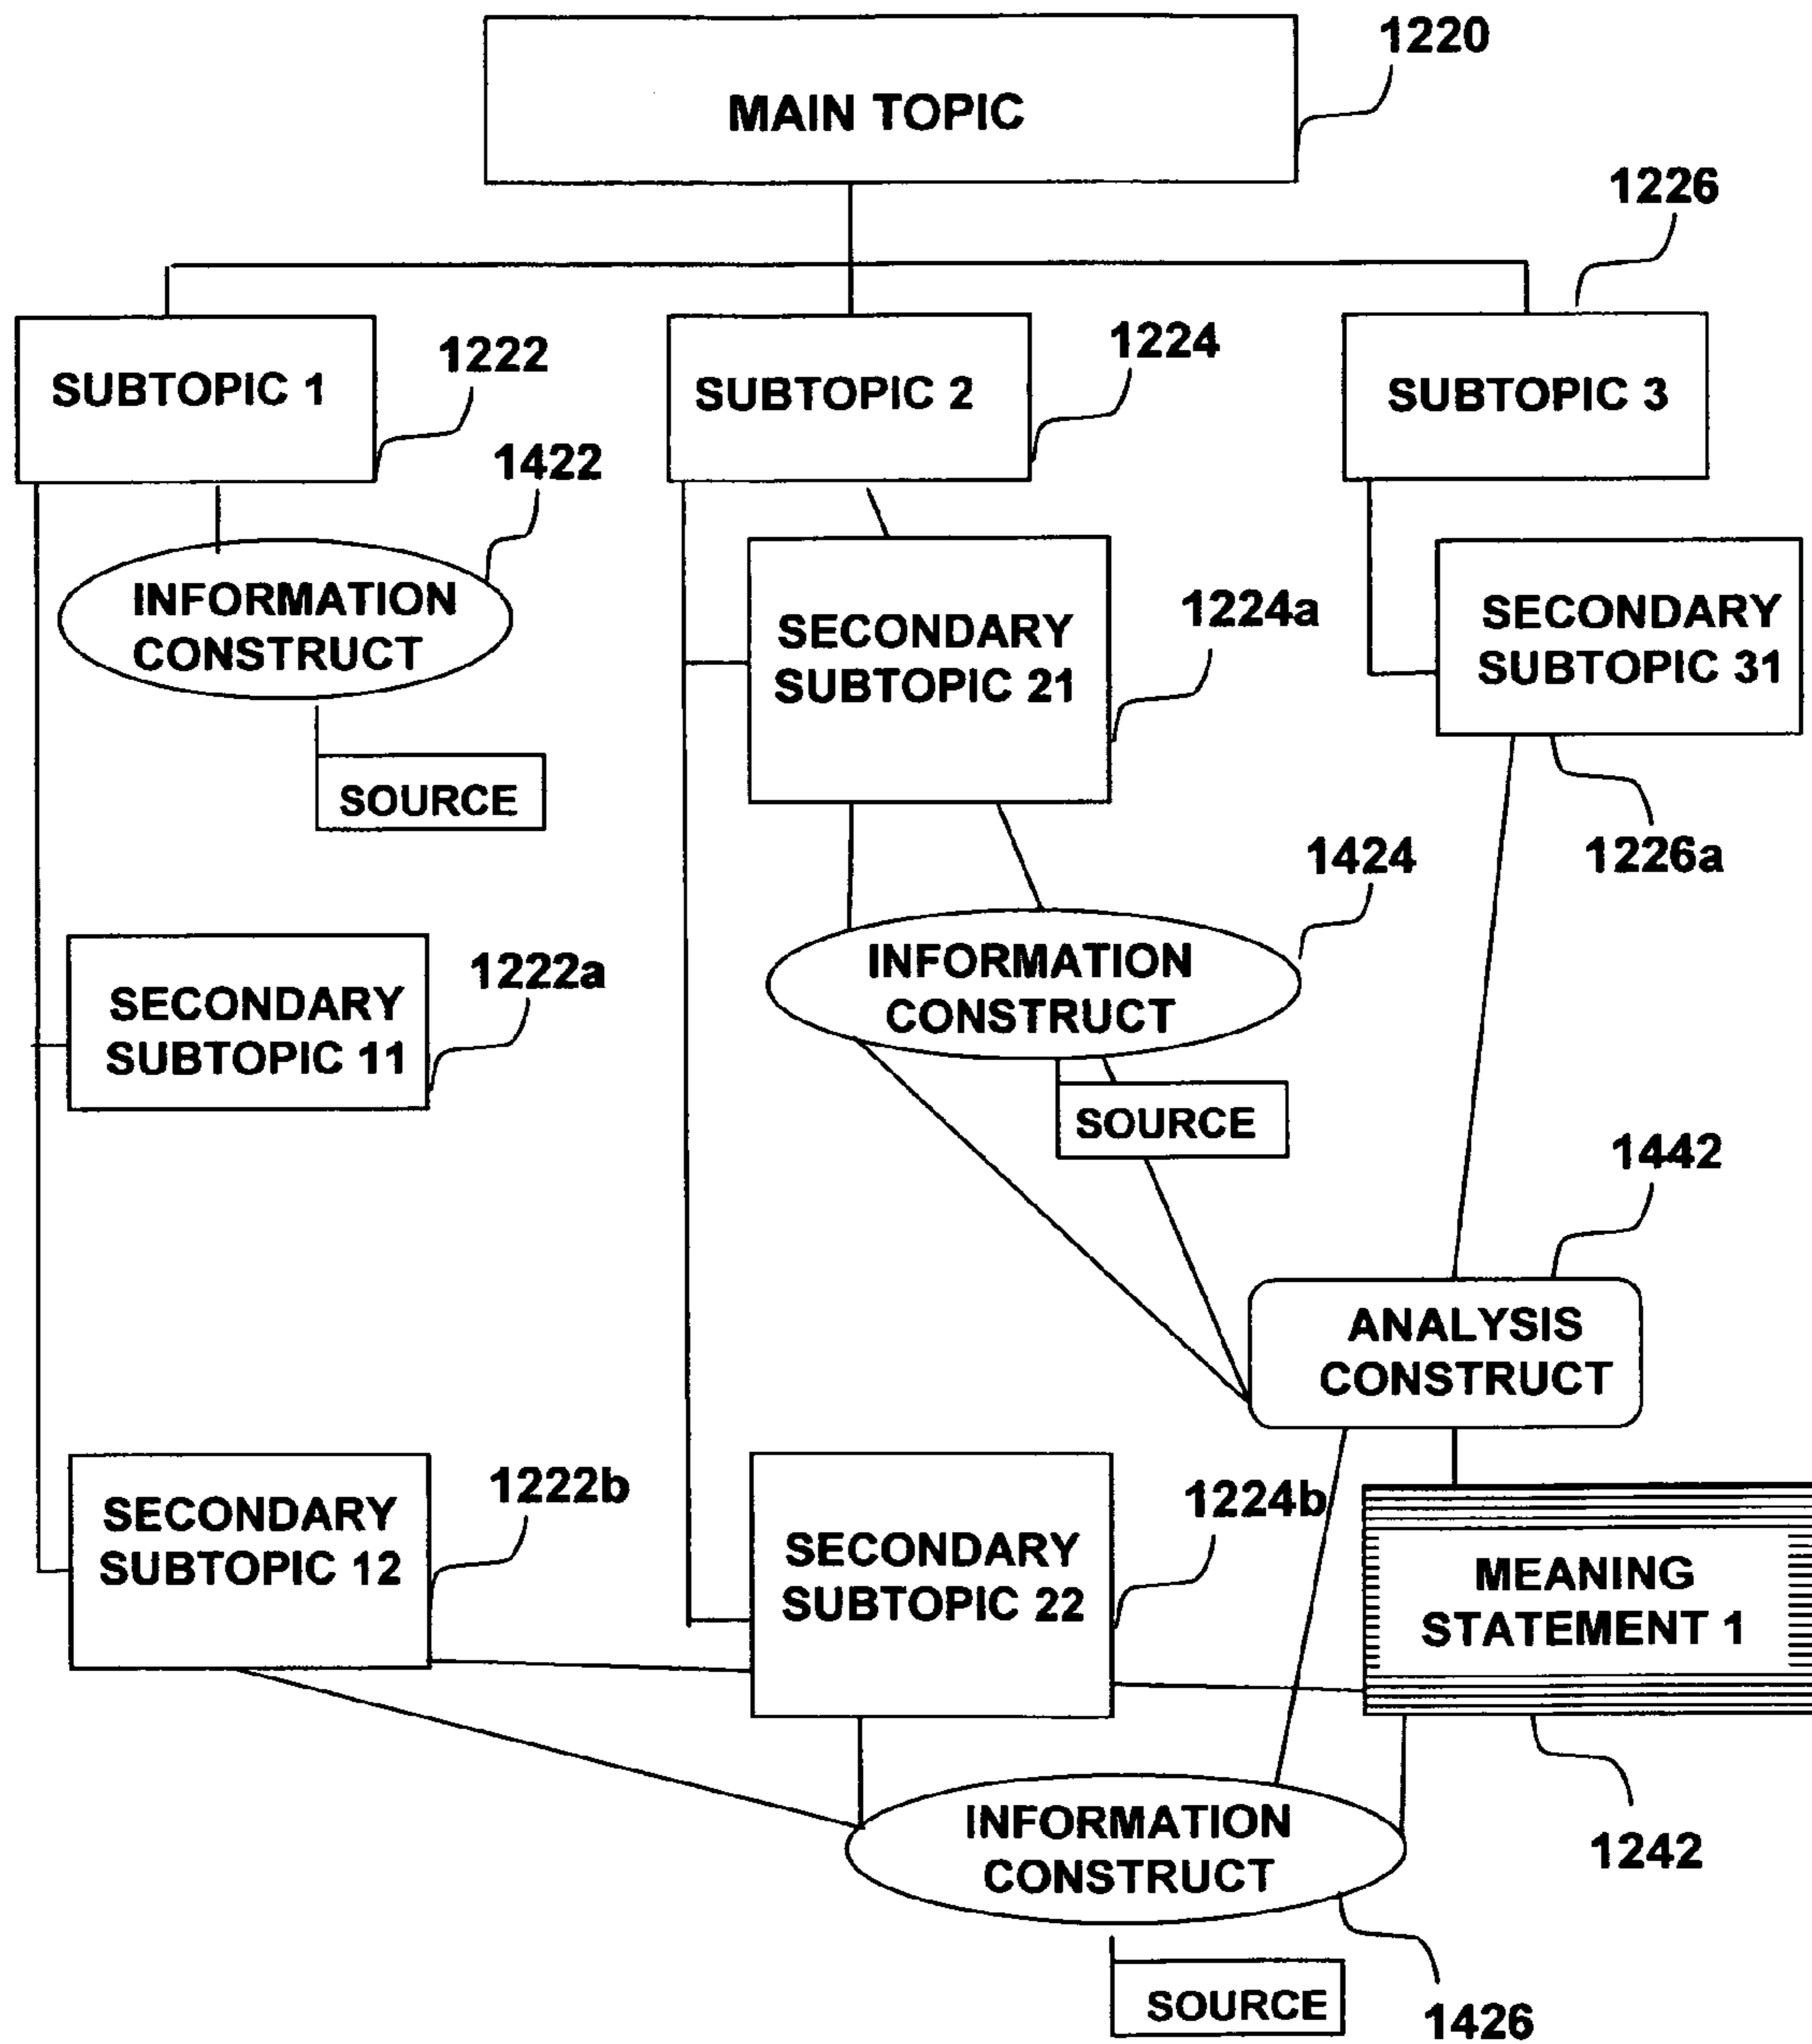 1220
MAIN TOPIC
1226
SUBTOPIC 1
1222
SUBTOPIC 2
1224
SUBTOPIC 3
1422
INFORMATION
CONSTRUCT
SOURCE
SECONDARY
SUBTOPIC 21
1224a
SECONDARY
SUBTOPIC 31
1226a
1424
INFORMATION
CONSTRUCT
SOURCE
SECONDARY
SUBTOPIC 11
1222a
1442
ANALYSIS
CONSTRUCT
SECONDARY
SUBTOPIC 12
1222b
SECONDARY
SUBTOPIC 22
1224b
MEANING
STATEMENT 1
1242
INFORMATION
CONSTRUCT
SOURCE
1426